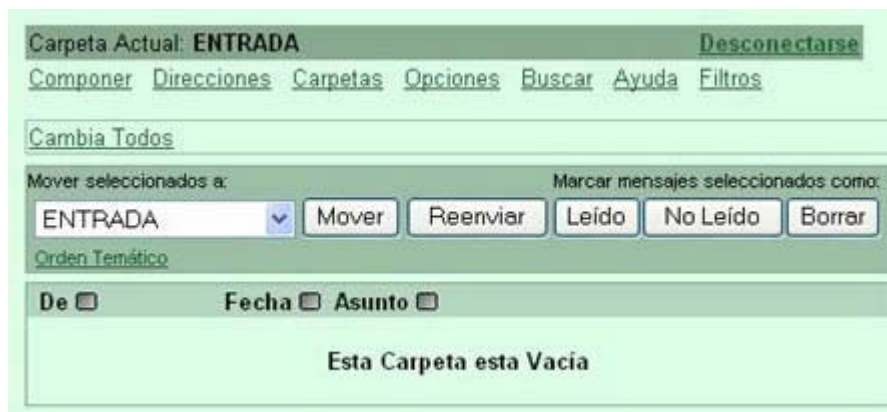 Carpeta Actual: ENTRADA Desconectarse
Componer Direcciones Carpetas Opciones Buscar Ayuda Filtros
Cambia Todos
Mover seleccionados a: Marcar mensajes seleccionados como:
ENTRADA Mover Reenviar Leído No Leído Borrar
Orden Temático
De Fecha Asunto
Esta Carpeta esta Vacía